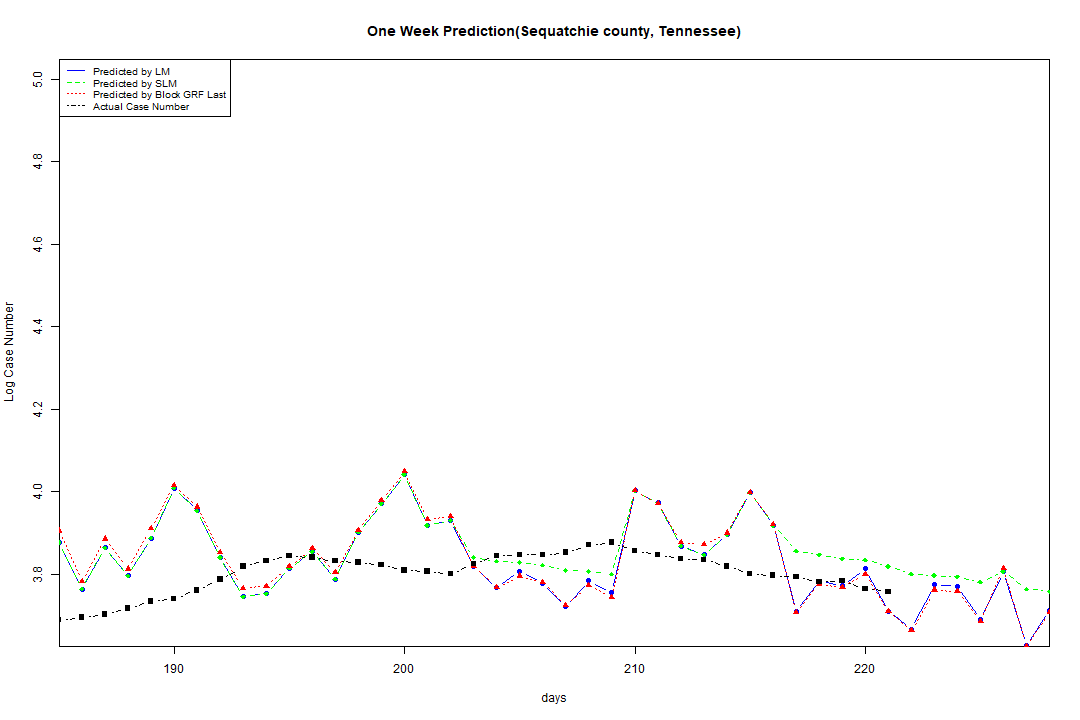 One Week Prediction(Sequatchie county, Tennessee)
Predicted by LM
Predicted by SLM
Predicted by Block GRF Last
Actual Case Number
5.0
4.8
4.6
4.4
4.2
4.0
3.8
Log Case Number
190 200 210 220
days